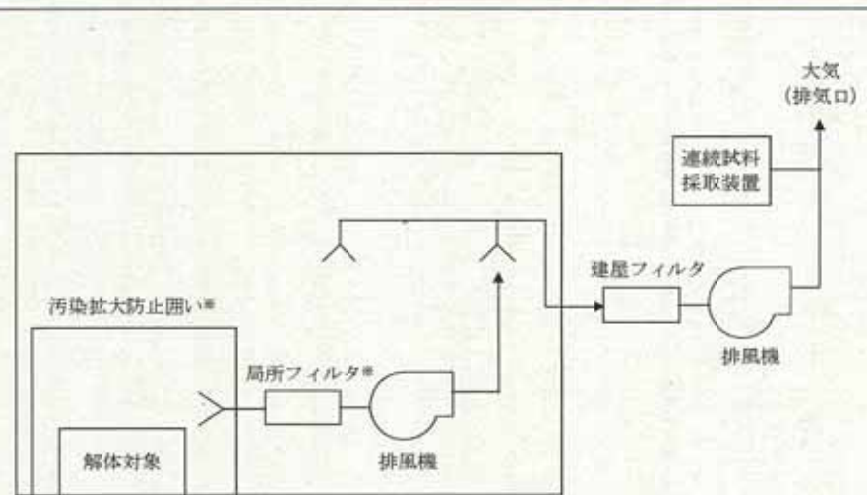 大気
(排気口)
連続試料
採取装置
建屋フィルタ
排風機
汚染拡大防止囲い※
局所フィルタ※
排風機
解体対象